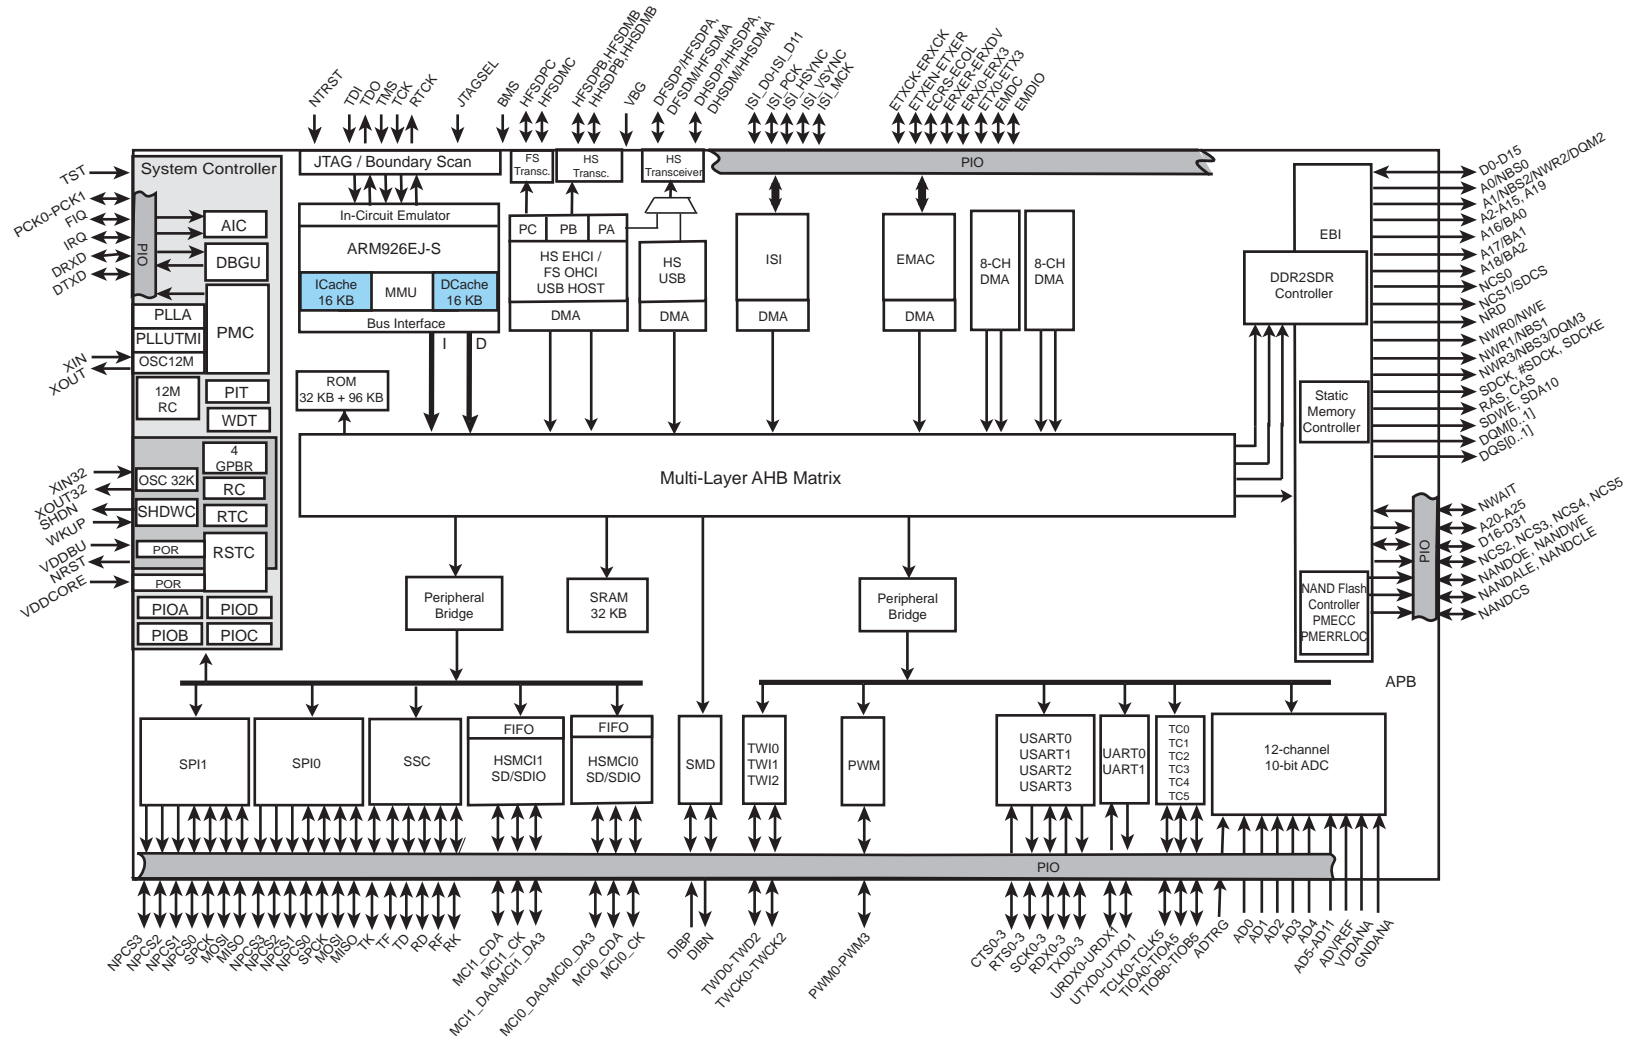 NTRST
TDI
TDO
TMS
TCK
RTCK
JTAGSEL
BMS
HFSDPC
HFSDMC
HFSDPB, HFSDMB
HHSDPB,HHSDMB
VBG
DFSDP/HFSDPA,
DFSDM/HFSDMA
DHSDP/HHSDPA,
DHSDM/HHSDMA
ISI_D0-ISI_D11
ISI_PCK
ISI_HSYNC
ISI_VSYNC
ISI_MCK
ETXCK-ERXCK
ETXEN-ETXER
ECRS-ECOL
ERXER-ERXDV
ERX0-ERX3
ETX0-ETX3
EMDC
EMDIO
TST
PCK0-PCK1
FIQ
IRQ
DRXD
DTXD
XIN
XOUT
XIN32
XOUT32
SHDN
WKUP
VDDBU
NRST
VDDCORE
System Controller
PIO
AIC
DBGU
PLLA
PLLUTMI
OSC12M
PMC
12M
RC
PIT
WDT
4
GPBR
OSC 32K
RC
SHDWC
RTC
POR
RSTC
POR
PIOA
PIOD
PIOB
PIOC
JTAG / Boundary Scan
In-Circuit Emulator
ARM926EJ-S
ICache
16 KB
MMU
DCache
16 KB
Bus Interface
I
D
ROM
32 KB + 96 KB
FS
Transc.
HS
Transc.
HS
Transceiver
PC
PB
PA
HS EHCI /
FS OHCI
USB HOST
DMA
HS
USB
DMA
PIO
ISI
DMA
EMAC
DMA
8-CH
DMA
8-CH
DMA
EBI
DDR2SDR
Controller
Static
Memory
Controller
NAND Flash
Controller
PMECC
PMERRLOC
PIO
D0-D15
A0/NBS0
A1/NBS2/NWR2/DQM2
A2-A15, A19
A16/BA0
A17/BA1
A18/BA2
NCS0
NCS1/SDCS
NRD
NWR0/NWE
NWR1/NBS1
NWR3/NBS3/DQM3
SDCK, #SDCK, SDCKE
RAS, CAS
SDWE, SDA10
DQM[0..1]
DQS[0..1]
NWAIT
A20-A25
D16-D31
NCS2, NCS3, NCS4, NCS5
NANDOE, NANDWE
NANDALE, NANDCLE
NANDCS
Multi-Layer AHB Matrix
Peripheral
Bridge
SRAM
32 KB
Peripheral
Bridge
APB
SPI1
SPI0
SSC
FIFO
HSMCI1
SD/SDIO
FIFO
HSMCI0
SD/SDIO
SMD
TWI0
TWI1
TWI2
PWM
USART0
USART1
USART2
USART3
UART0
UART1
TC0
TC1
TC2
TC3
TC4
TC5
12-channel
10-bit ADC
PIO
NPCS3
NPCS2
NPCS1
NPCS0
SPCK
MOSI
MISO
NPCS3
NPCS2
NPCS1
NPCS0
SPCK
MOSI
MISO
TK
TF
TD
RD
RF
RK
MCI1_CDA
MCI1_CK
MCI1_DA0-MCI1_DA3
MCI0_DA0-MCI0_DA3
MCI0_CDA
MCI0_CK
DIBP
DIBN
TWD0-TWD2
TWCK0-TWCK2
PWM0-PWM3
CTS0-3
RTS0-3
SCK0-3
RDX0-3
TXD0-3
URDX0-URDX1
UTXD0-UTXD1
TCLK0-TCLK5
TIOA0-TIOA5
TIOB0-TIOB5
ADTRG
AD0
AD1
AD2
AD3
AD4
AD5-AD11
ADVREF
VDDANA
GNDANA